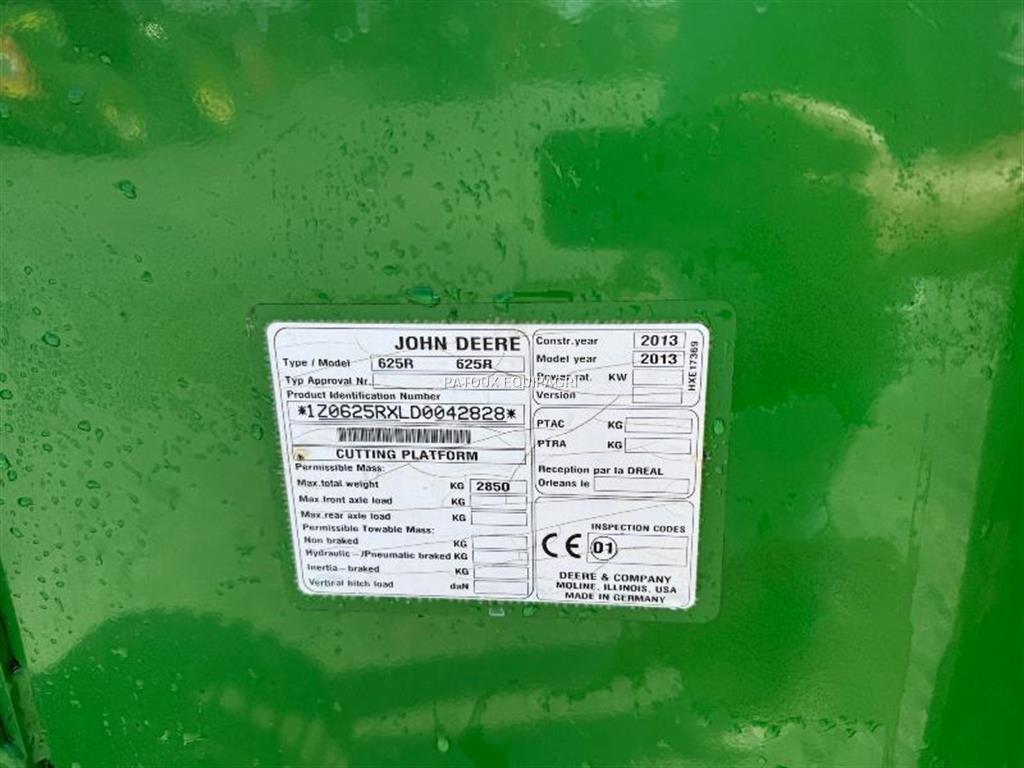 JOHN DEERE
Type / Model 625R 625R
Typ Approval Nr.
Product Identification Number
*1Z0625RXLD0042828*
CUTTING PLATFORM
Permissible Mass:
Max.total weight KG 2850
Max.front axle load KG
Max.rear axle load KG
Permissible Towable Mass:
Non braked KG
Hydraulic-/Pneumatic braked KG
Inertia-braked KG
Vertical hitch load daN
Constr.year 2013
Model year 2013
Power rat. KW
Version
HXE17369
PTAC KG
PTRA KG
Reception par la DREAL
Orleans le
INSPECTION CODES
CE 01
DEERE & COMPANY
MOLINE, ILLINOIS, USA
MADE IN GERMANY
PATOUX EQUIPAGRI